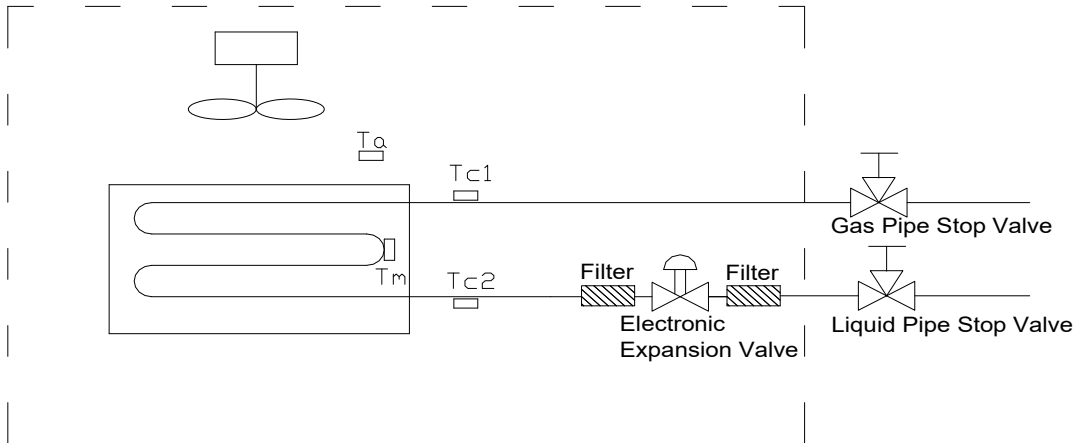 Ta
Tc1
Gas Pipe Stop Valve
Tm
Tc2
Filter
Filter
Electronic
Expansion Valve
Liquid Pipe Stop Valve